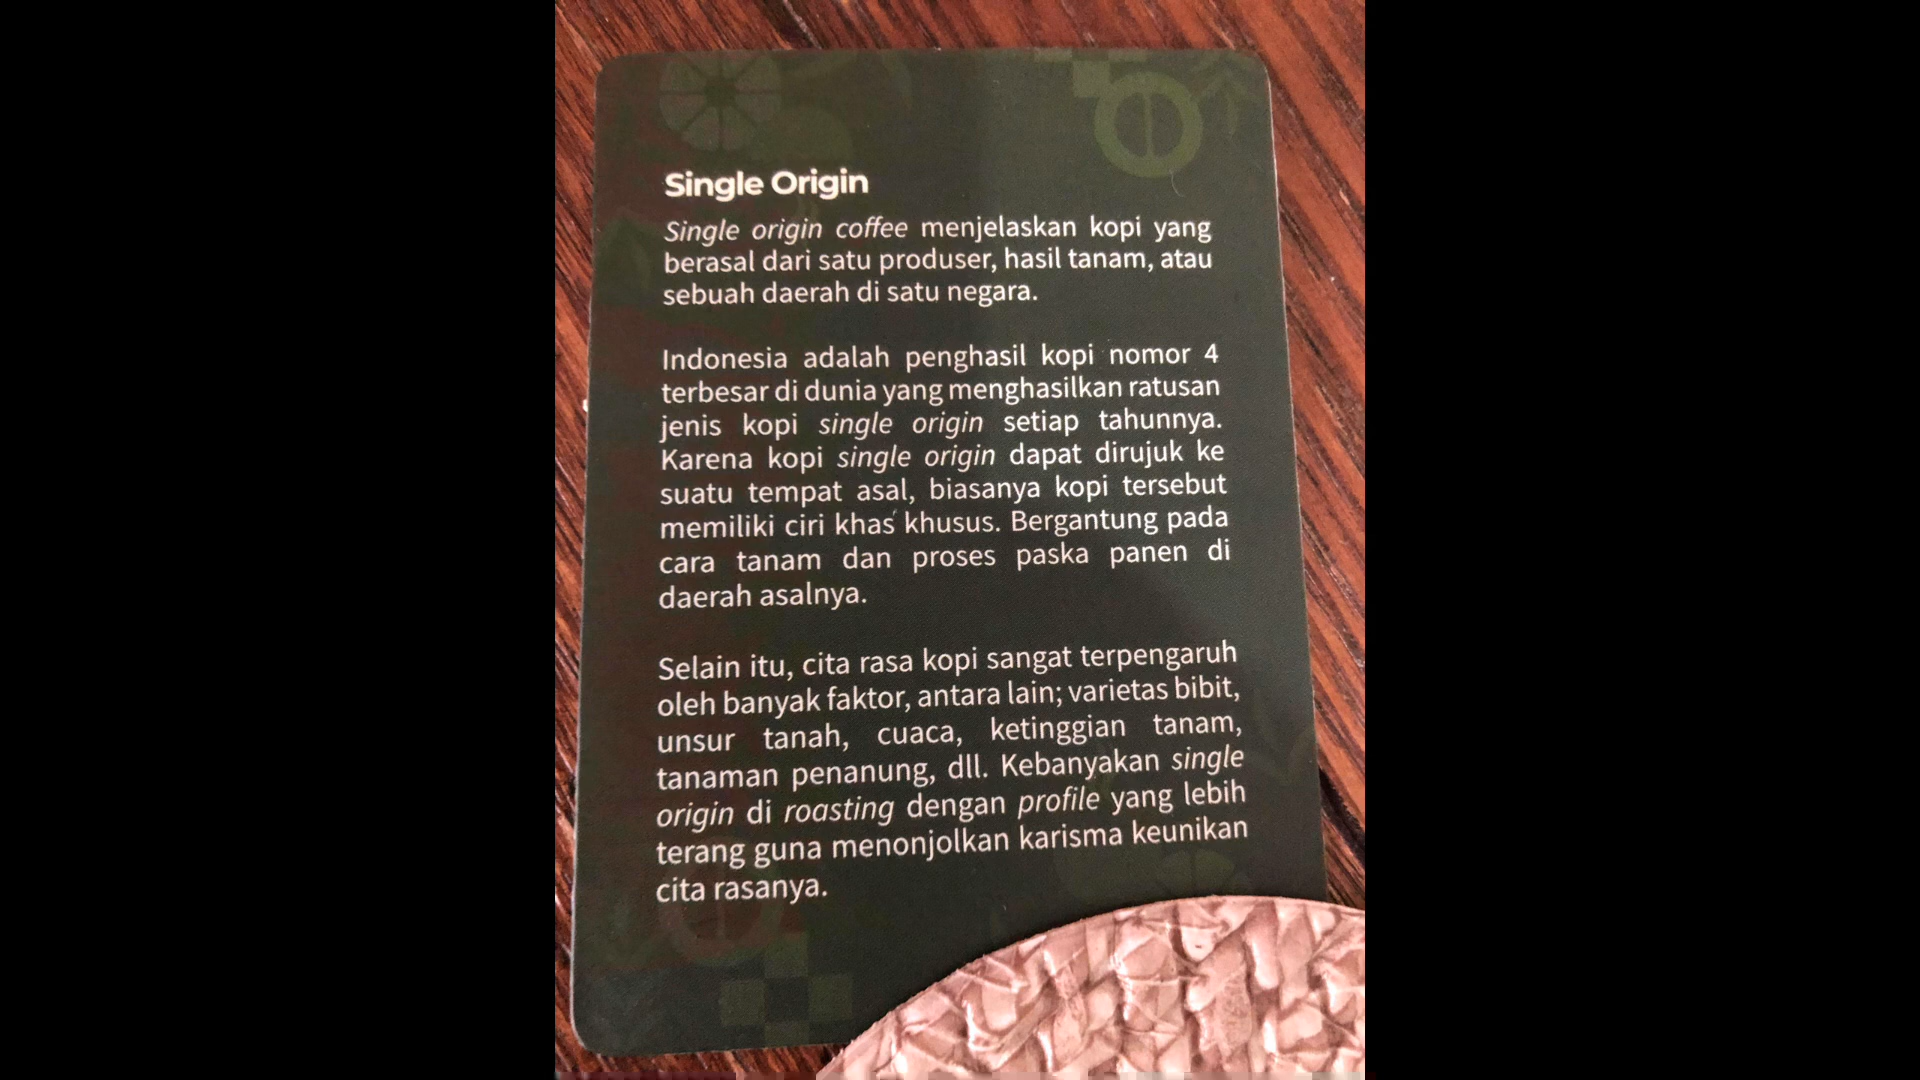 Single Origin
Single origin coffee menjelaskan kopi yang
berasal dari satu produser, hasil tanam, atau
sebuah daerah di satu negara.
Indonesia adalah penghasil kopi nomor 4
terbesar di dunia yang menghasilkan ratusan
jenis kopi single origin setiap tahunnya.
Karena kopi single origin dapat dirujuk ke
suatu tempat asal, biasanya kopi tersebut
memiliki ciri khas khusus. Bergantung pada
cara tanam dan proses paska panen di
daerah asalnya.
Selain itu, cita rasa kopi sangat terpengaruh
oleh banyak faktor, antara lain; varietas bibit,
unsur tanah, cuaca, ketinggian tanam,
tanaman penanung, dll. Kebanyakan single
origin di roasting dengan profile yang lebih
terang guna menonjolkan karisma keunikan
cita rasanya.